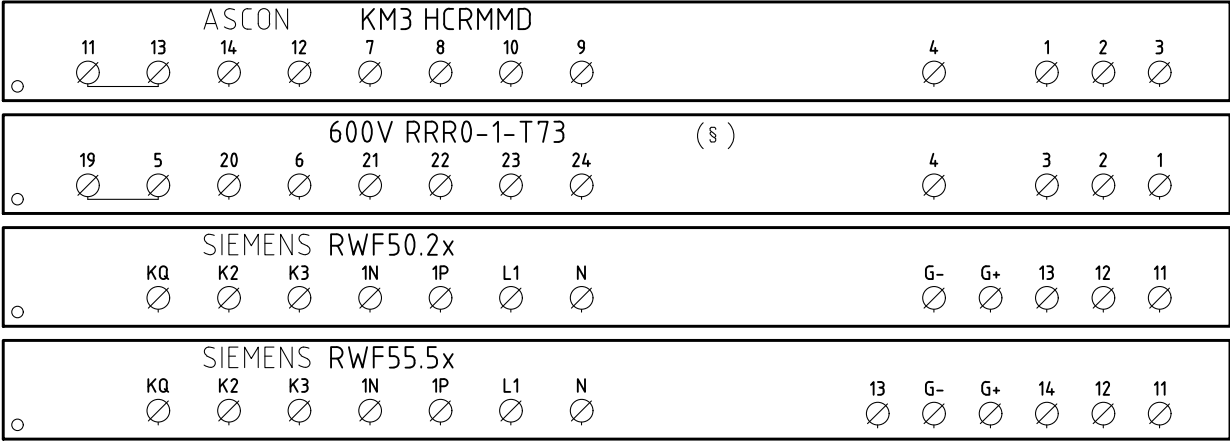 ASCON KM3 HCRMMD
11 13 14 12 7 8 10 9 4 1 2 3
600V RRR0-1-T73 (§)
19 5 20 6 21 22 23 24 4 3 2 1
SIEMENS RWF50.2x
KQ K2 K3 1N 1P L1 N G- G+ 13 12 11
SIEMENS RWF55.5x
KQ K2 K3 1N 1P L1 N 13 G- G+ 14 12 11